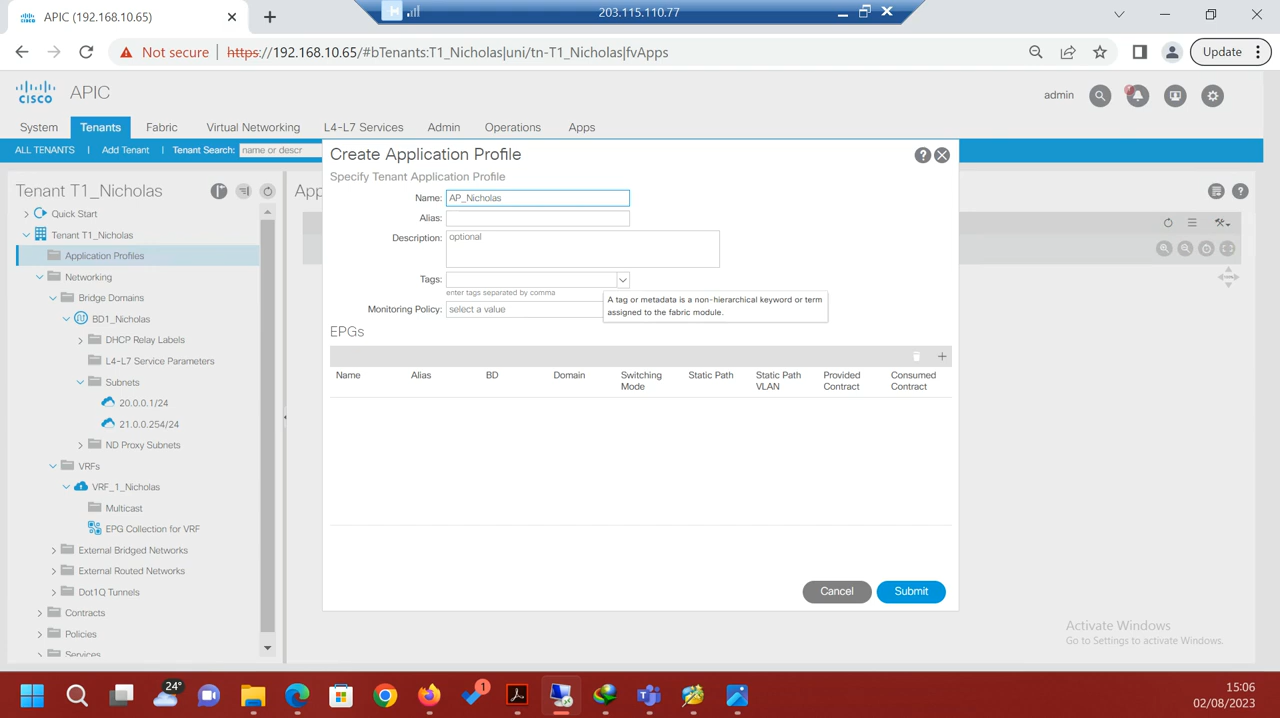 APIC (192.168.10.65)
203.115.110.77
Not secure
https://192.168.10.65/#bTenants:T1_Nicholas|uni/tn-T1_Nicholas|fvApps
Update
CISCO
APIC
admin
System
Tenants
Fabric
Virtual Networking
L4-L7 Services
Admin
Operations
Apps
ALL TENANTS | Add Tenant | Tenant Search: name or descr
Create Application Profile
Specify Tenant Application Profile
Name: AP_Nicholas
Alias:
Description: optional
Tags:
enter tags separated by comma
A tag or metadata is a non-hierarchical keyword or term
assigned to the fabric module.
Monitoring Policy: select a value
EPGs
Name
Alias
BD
Domain
Switching
Mode
Static Path
Static Path
VLAN
Provided
Contract
Consumed
Contract
Cancel
Submit
Tenant T1_Nicholas
App
Quick Start
Tenant T1_Nicholas
Application Profiles
Networking
Bridge Domains
BD1_Nicholas
DHCP Relay Labels
L4-L7 Service Parameters
Subnets
20.0.0.1/24
21.0.0.254/24
ND Proxy Subnets
VRFs
VRF_1_Nicholas
Multicast
EPG Collection for VRF
External Bridged Networks
External Routed Networks
Dot1Q Tunnels
Contracts
Policies
Services
Activate Windows
Go to Settings to activate Windows.
24°
1
15:06
02/08/2023